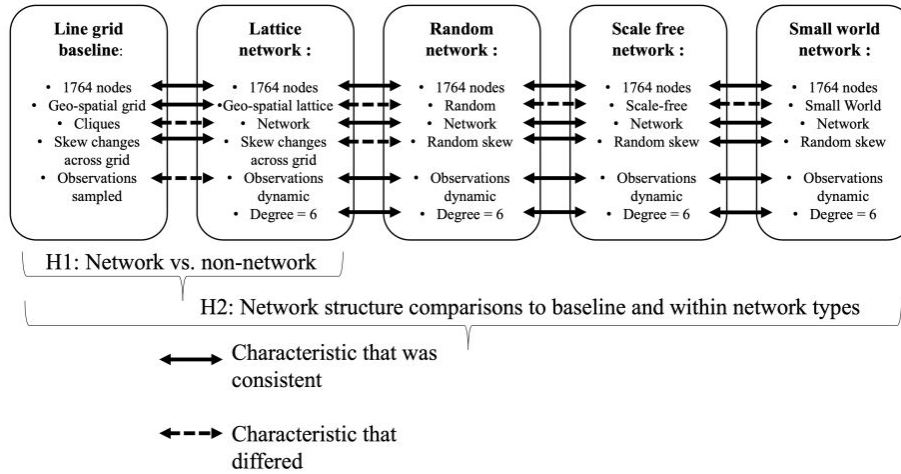 Line grid
baseline:
• 1764 nodes
• Geo-spatial grid
• Cliques
• Skew changes
across grid
• Observations
sampled
Lattice
network :
• 1764 nodes
•Geo-spatial lattice
• Network
• Skew changes
across grid
• Observations
dynamic
• Degree = 6
Random
network :
• 1764 nodes
• Random
• Network
• Random skew
• Observations
dynamic
• Degree = 6
Scale free
network :
• 1764 nodes
• Scale-free
• Network
• Random skew
• Observations
dynamic
• Degree = 6
Small world
network :
• 1764 nodes
• Small World
• Network
• Random skew
• Observations
dynamic
• Degree = 6
H1: Network vs. non-network
H2: Network structure comparisons to baseline and within network types
Characteristic that was
consistent
Characteristic that
differed